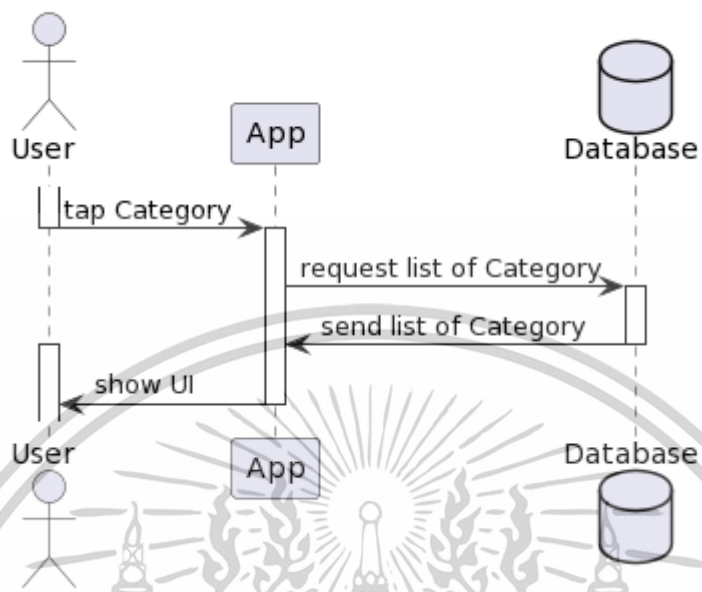 User
App
Database
tap Category
request list of Category
send list of Category
show UI
User
App
Database